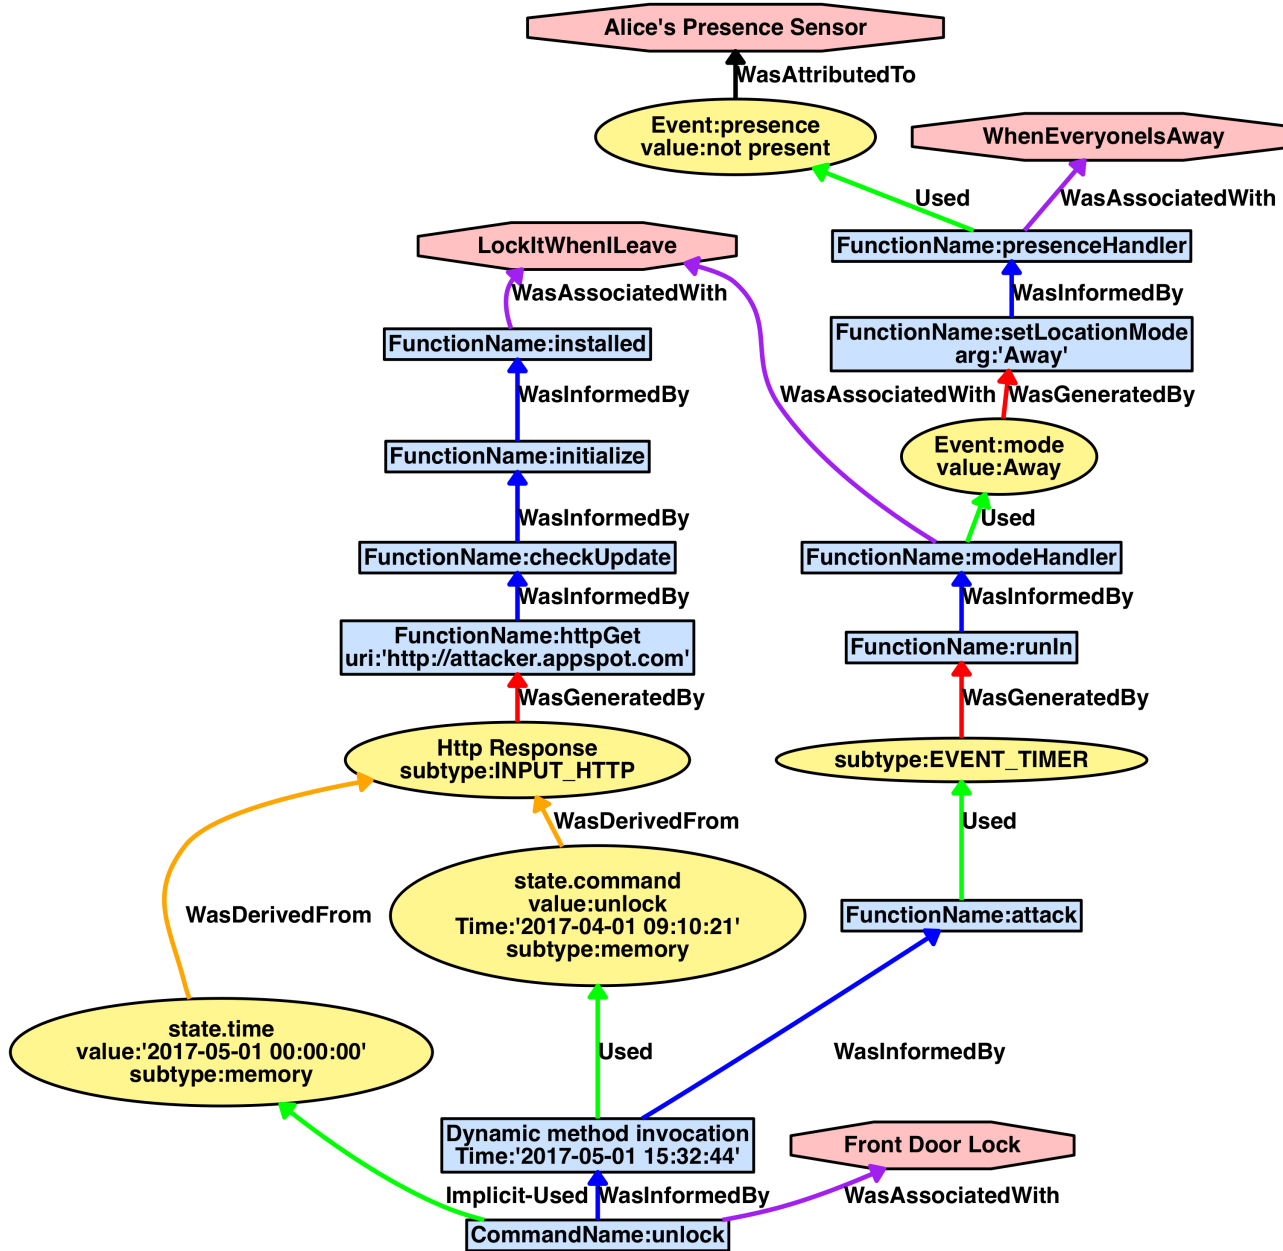 Alice's Presence Sensor
WasAttributedTo
Event:presence
value:not present
WhenEveryoneIsAway
Used
WasAssociatedWith
LockItWhenILeave
FunctionName:presenceHandler
WasAssociatedWith
WasInformedBy
FunctionName:installed
FunctionName:setLocationMode
arg:'Away'
WasInformedBy
WasAssociatedWith
WasGeneratedBy
FunctionName:initialize
Event:mode
value:Away
WasInformedBy
Used
FunctionName:checkUpdate
FunctionName:modeHandler
WasInformedBy
WasInformedBy
FunctionName:httpGet
uri:'http://attacker.appspot.com'
FunctionName:runIn
WasGeneratedBy
WasGeneratedBy
Http Response
subtype:INPUT_HTTP
subtype:EVENT_TIMER
WasDerivedFrom
Used
state.command
value:unlock
Time:'2017-04-01 09:10:21'
subtype:memory
WasDerivedFrom
FunctionName:attack
state.time
value:'2017-05-01 00:00:00'
subtype:memory
Used
WasInformedBy
Dynamic method invocation
Time:'2017-05-01 15:32:44'
Front Door Lock
Implicit-Used
WasInformedBy
WasAssociatedWith
CommandName:unlock